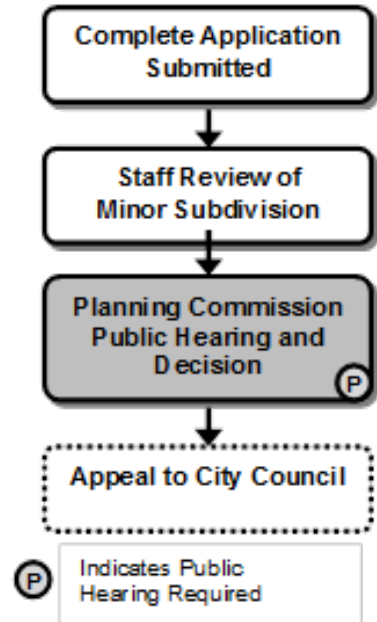 Complete Application
Submitted
Staff Review of
Minor Subdivision
Planning Commission
Public Hearing and
Decision
P
Appeal to City Council
P
Indicates Public
Hearing Required